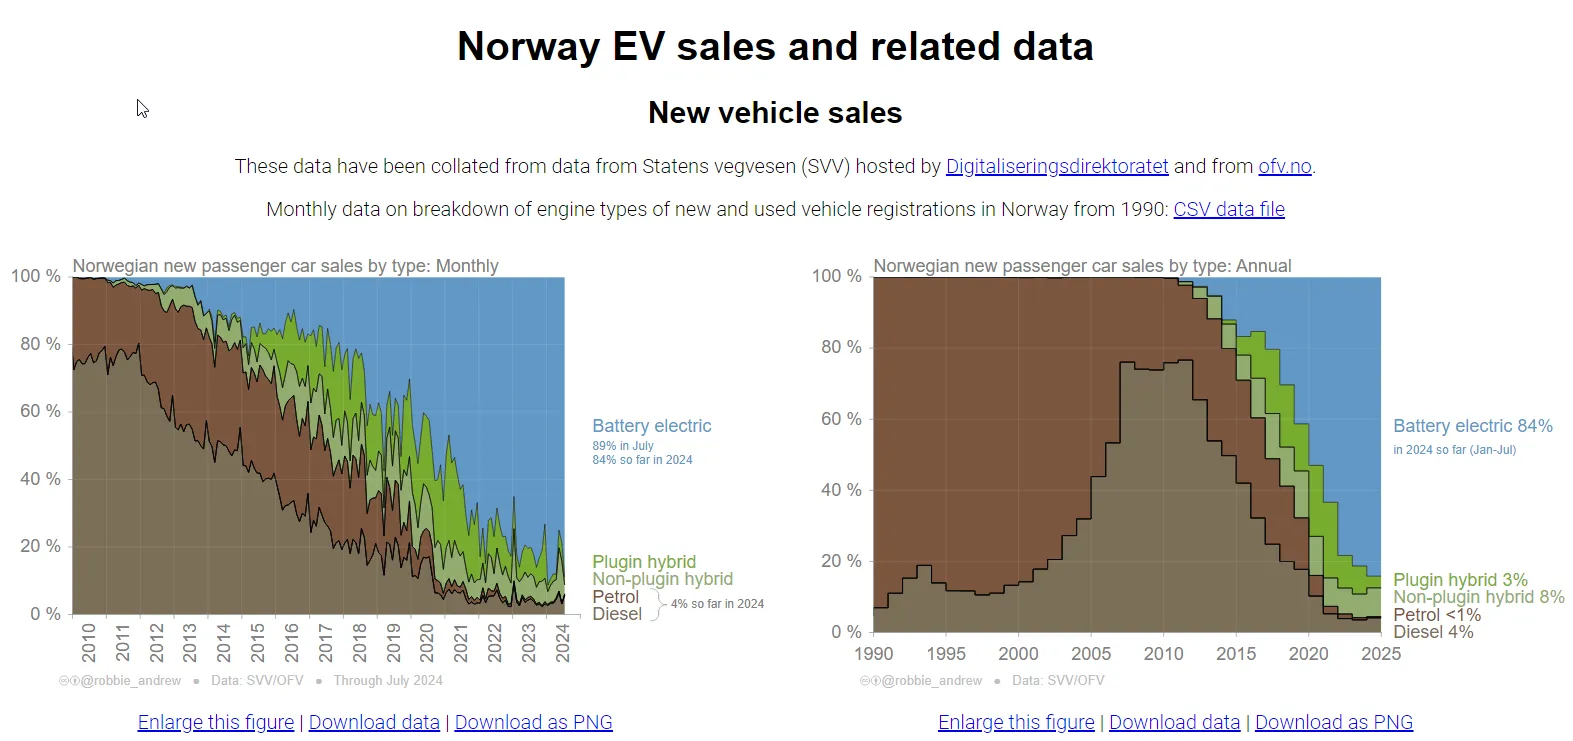 Norway EV sales and related data
New vehicle sales
These data have been collated from data from Statens vegvesen (SVV) hosted by Digitaliseringsdirektoratet and from ofv.no.
Monthly data on breakdown of engine types of new and used vehicle registrations in Norway from 1990: CSV data file
Norwegian new passenger car sales by type: Monthly
100 %
80 %
60 %
40 %
20 %
0 %
2010 2011 2012 2013 2014 2015 2016 2017 2018 2019 2020 2021 2022 2023 2024
Battery electric
89% in July
84% so far in 2024
Plugin hybrid
Non-plugin hybrid
Petrol
Diesel
4% so far in 2024
@robbie_andrew • Data: SVV/OFV • Through July 2024
Enlarge this figure | Download data | Download as PNG
Norwegian new passenger car sales by type: Annual
100 %
80 %
60 %
40 %
20 %
0 %
1990 1995 2000 2005 2010 2015 2020 2025
Battery electric 84%
in 2024 so far (Jan-Jul)
Plugin hybrid 3%
Non-plugin hybrid 8%
Petrol <1%
Diesel 4%
@robbie_andrew • Data: SVV/OFV
Enlarge this figure | Download data | Download as PNG